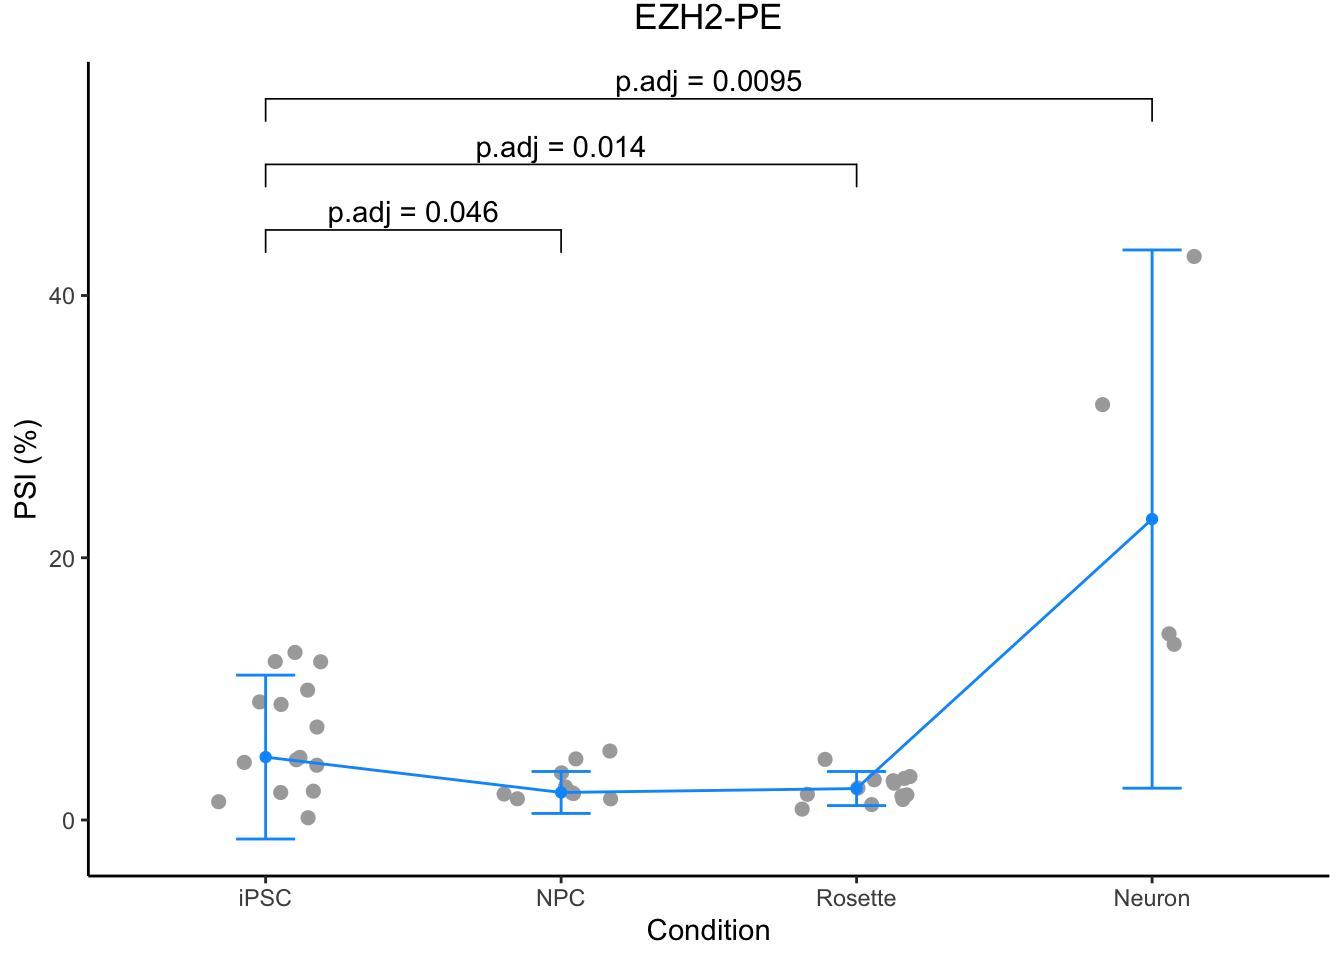 EZH2-PE
p.adj = 0.0095
p.adj = 0.014
p.adj = 0.046
40
20
0
PSI (%)
iPSC NPC Rosette Neuron
Condition